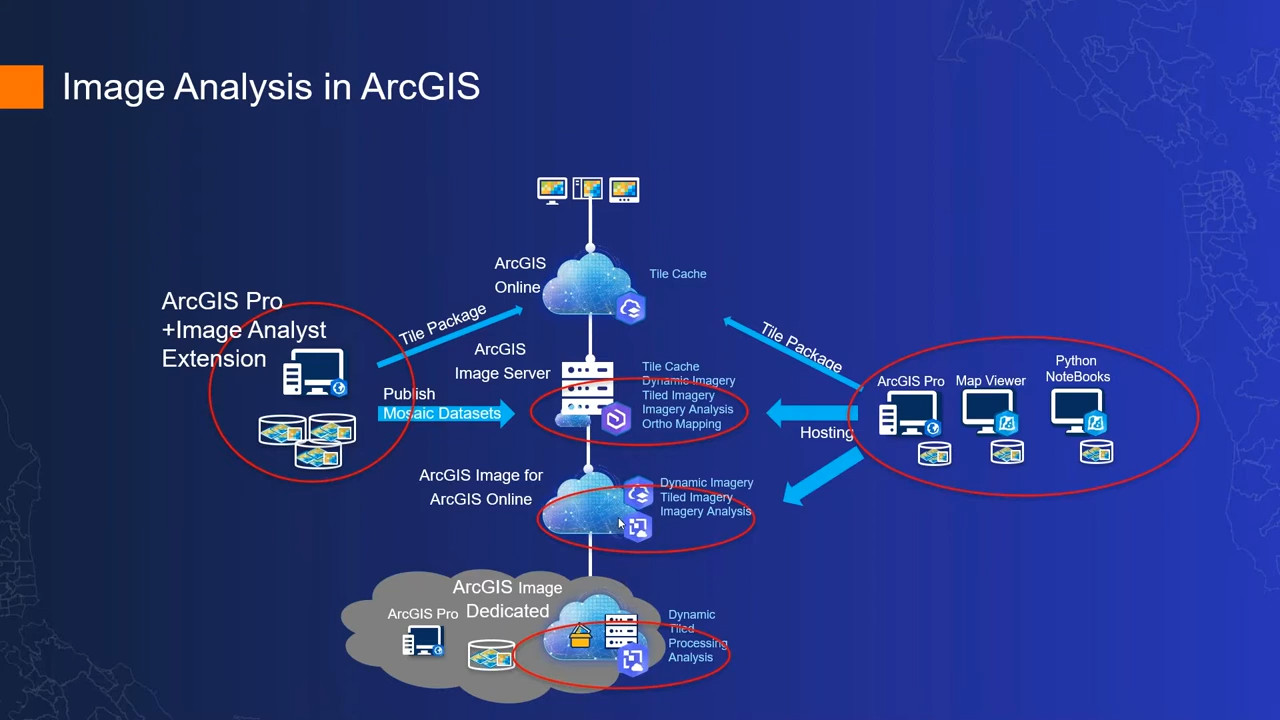 Image Analysis in ArcGIS
ArcGIS
Online
Tile Cache
ArcGIS Pro
+Image Analyst
Extension
Tile Package
Tile Package
ArcGIS
Image Server
Tile Cache
Dynamic Imagery
Tiled Imagery
Imagery Analysis
Ortho Mapping
Publish
Mosaic Datasets
Hosting
ArcGIS Pro
Map Viewer
Python
NoteBooks
ArcGIS Image for
ArcGIS Online
Dynamic Imagery
Tiled Imagery
Imagery Analysis
ArcGIS Image
Dedicated
ArcGIS Pro
Dynamic
Tiled
Processing
Analysis